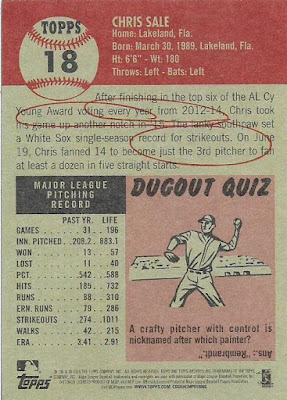 TOPPS
18
CHRIS SALE
Home: Lakeland, Fla.
Born: March 30, 1989, Lakeland, Fla.
Ht: 6'6" - Wt: 180
Throws: Left - Bats: Left
After finishing in the top six of the AL Cy
Young Award voting every year from 2012-14, Chris took
his game up another notch in '15. The lanky southpaw set
a White Sox single-season record for strikeouts. On June
19, Chris fanned 14 to become just the 3rd pitcher to fan
at least a dozen in five straight starts.
MAJOR LEAGUE
PITCHING
RECORD
PAST YR. LIFE
GAMES 31 196
INN. PITCHED 208.2 883.1
WON 13 57
LOST 11 40
PCT. .542 .588
HITS 185 732
RUNS 88 310
ERN. RUNS 79 286
STRIKEOUTS 274 1011
WALKS 42 215
ERA 3.41 2.91
DUGOUT QUIZ
A crafty pitcher with control is
nicknamed after which painter?
Ans.: "Rembrandt."
Topps
WWW.TOPPS.COM